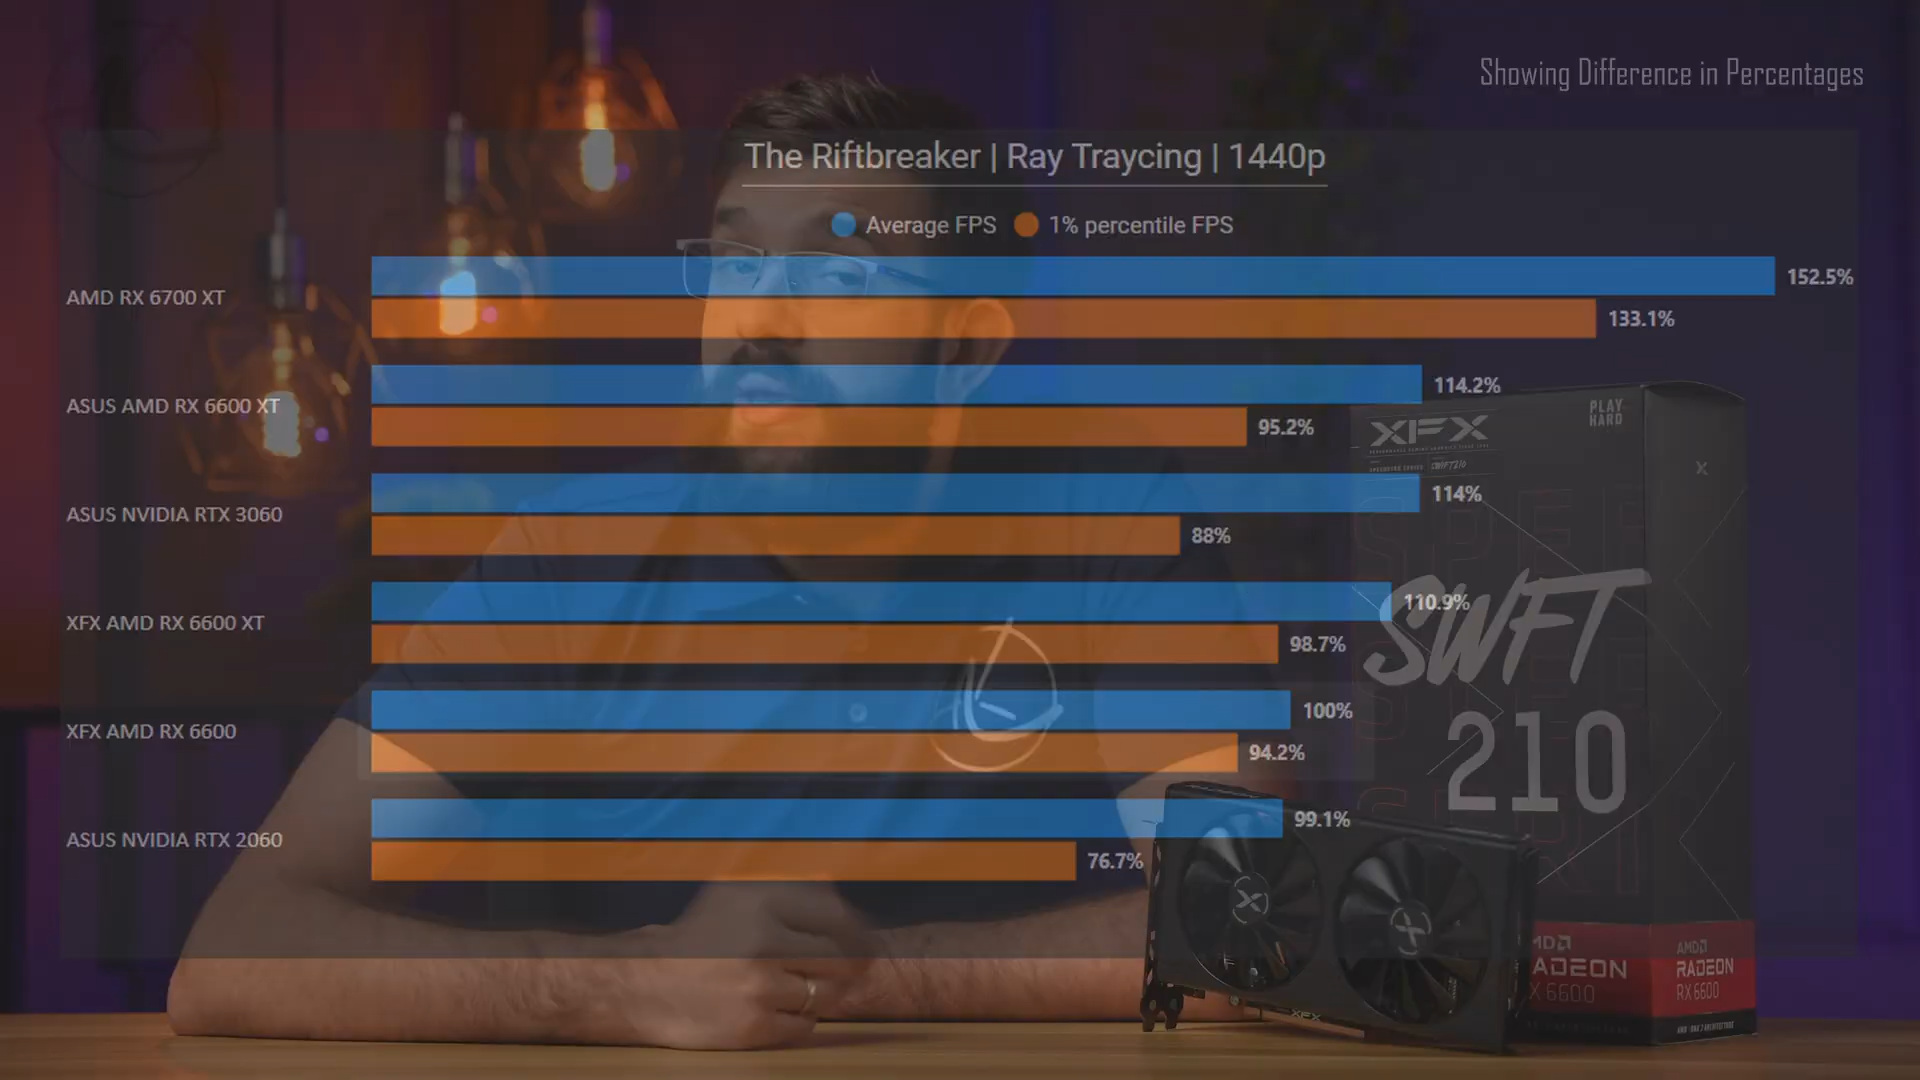 Showing Difference in Percentages
The Riftbreaker | Ray Traycing | 1440p
Average FPS 1% percentile FPS
AMD RX 6700 XT
152.5%
133.1%
ASUS AMD RX 6600 XT
114.2%
95.2%
ASUS NVIDIA RTX 3060
114%
88%
XFX AMD RX 6600 XT
110.9%
98.7%
XFX AMD RX 6600
100%
94.2%
ASUS NVIDIA RTX 2060
99.1%
76.7%
PLAY
HARD
XFX
SWFT210
SWFT
210
AMD
RADEON
RX 6600
XFX